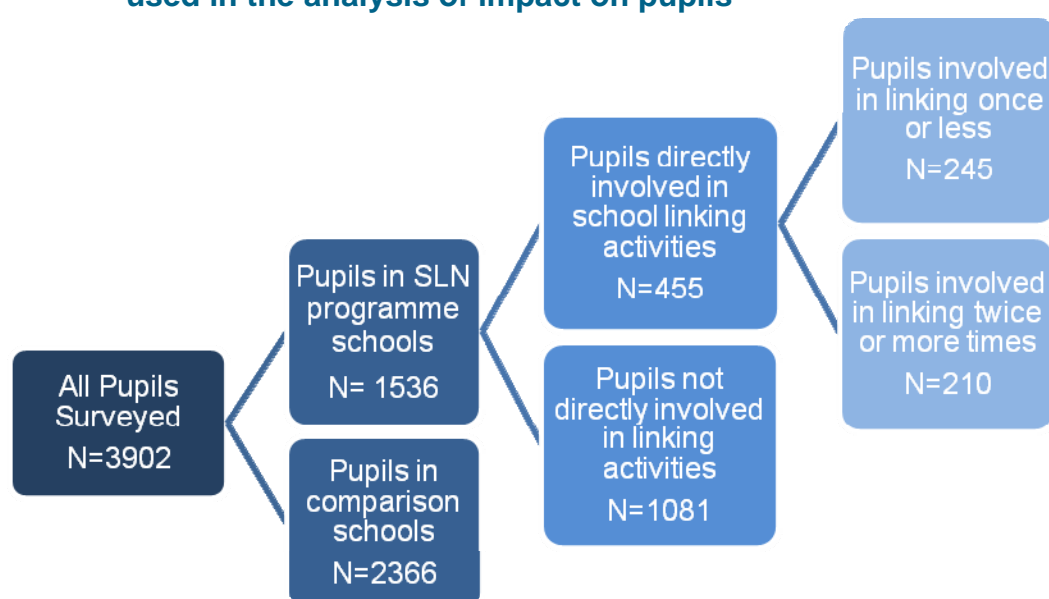 used in the analysis of impact on pupils
All Pupils
Surveyed
N=3902
Pupils in SLN
programme
schools
N= 1536
Pupils in
comparison
schools
N=2366
Pupils directly
involved in
school linking
activities
N=455
Pupils not
directly involved
in linking
activities
N=1081
Pupils involved
in linking once
or less
N=245
Pupils involved
in linking twice
or more times
N=210